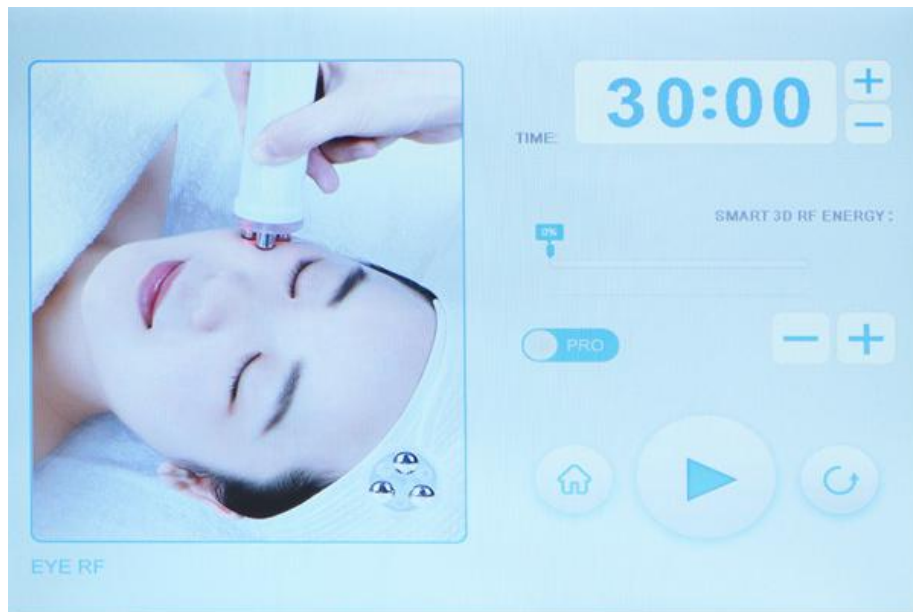 30:00
TIME:
SMART 3D RF ENERGY:
0%
PRO
EYE RF